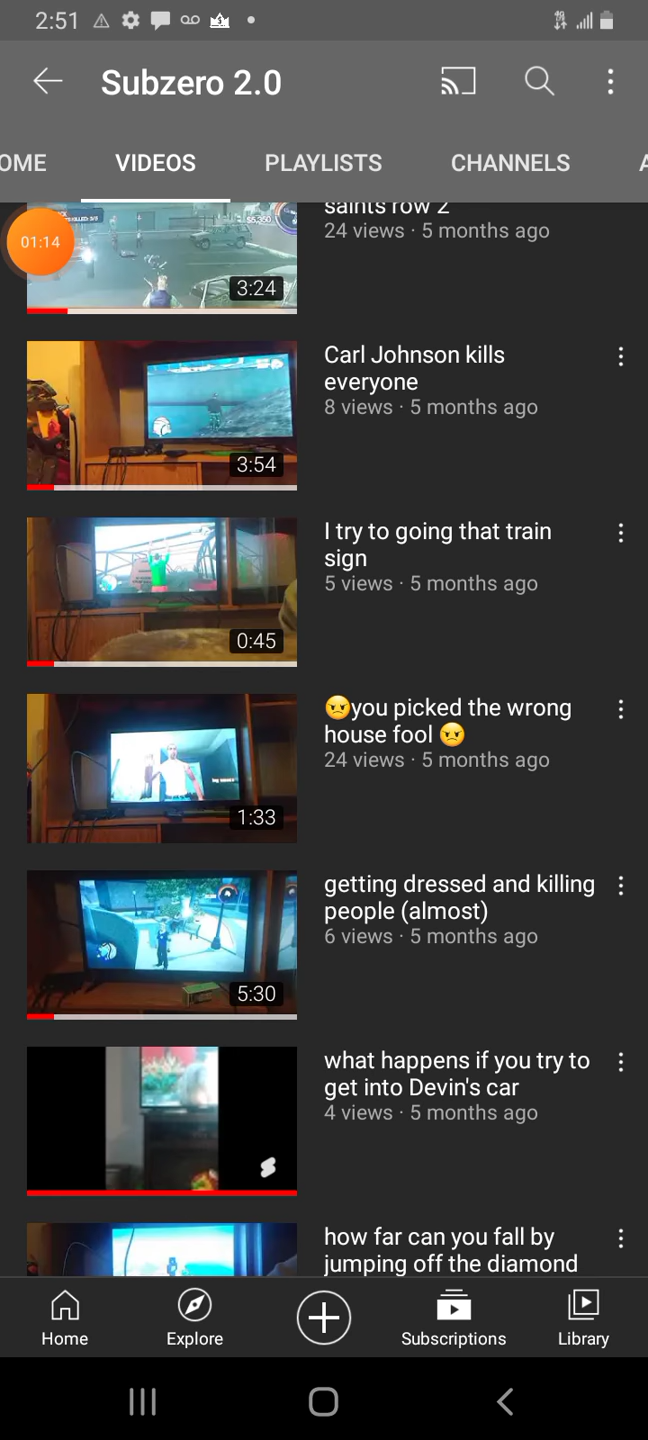 2:51
Subzero 2.0
OME VIDEOS PLAYLISTS CHANNELS A
01:14
saints row 2
24 views · 5 months ago
3:24
Carl Johnson kills
everyone
8 views · 5 months ago
3:54
I try to going that train
sign
5 views · 5 months ago
0:45
😠you picked the wrong
house fool 😠
24 views · 5 months ago
1:33
getting dressed and killing
people (almost)
6 views · 5 months ago
5:30
what happens if you try to
get into Devin's car
4 views · 5 months ago
how far can you fall by
jumping off the diamond
Home Explore Subscriptions Library